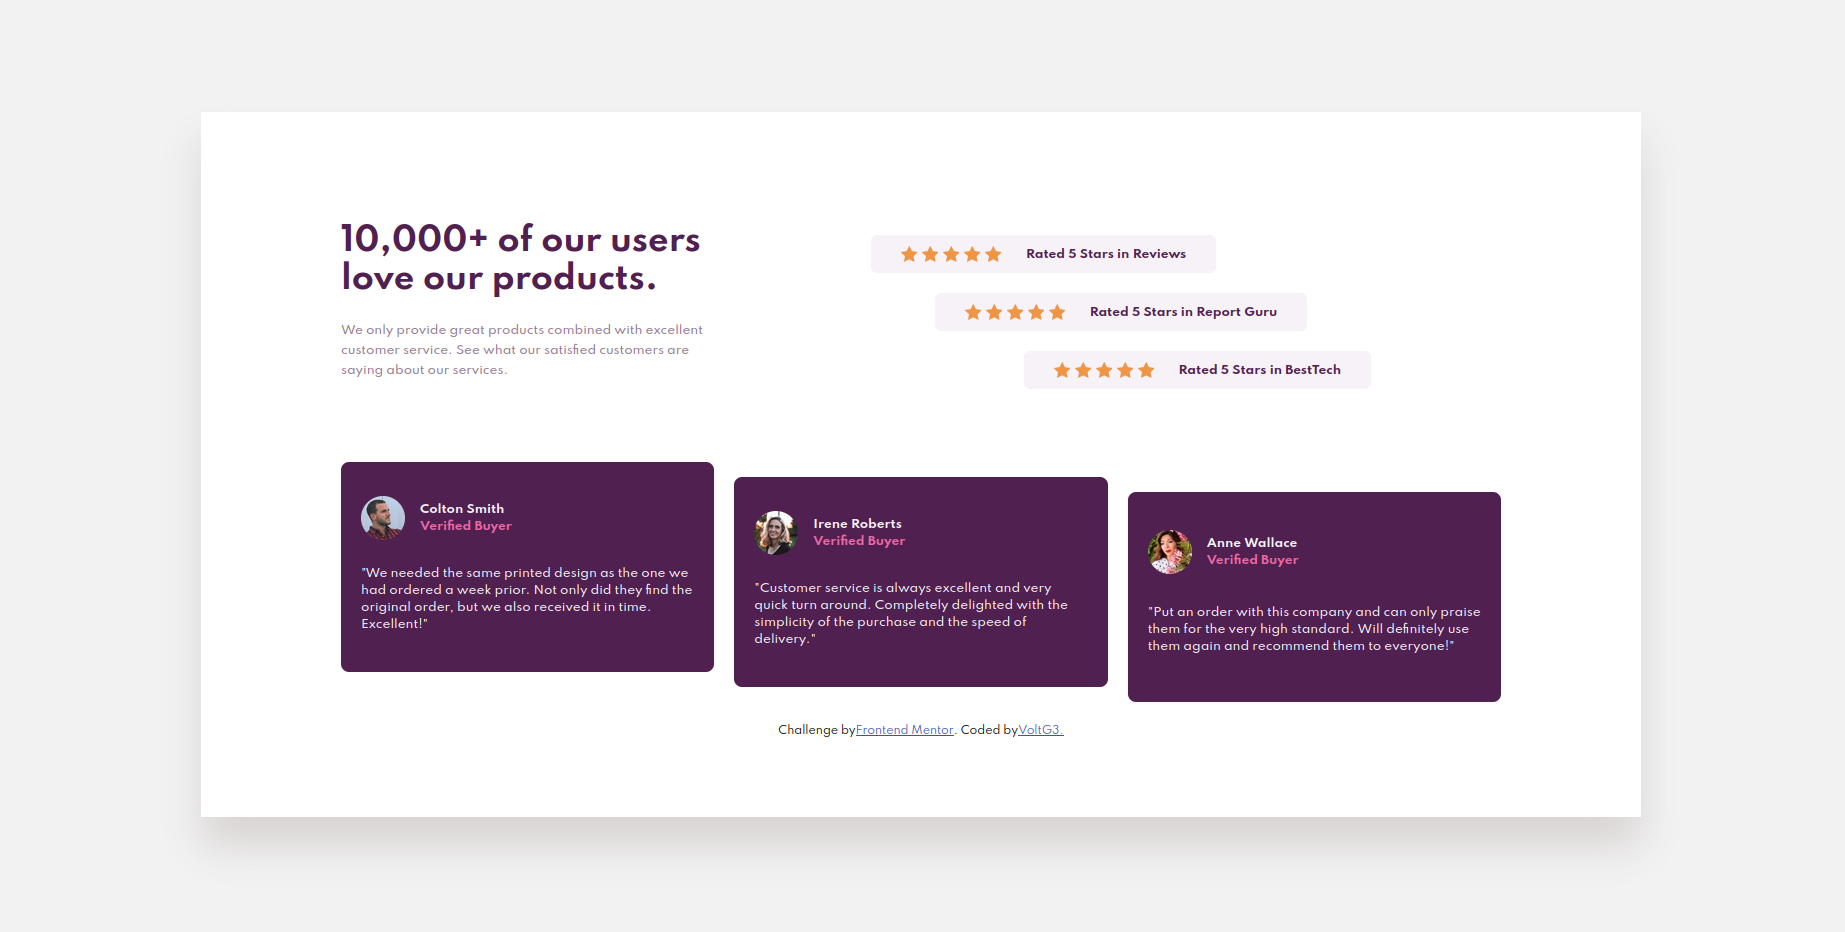 10,000+ of our users
love our products.
We only provide great products combined with excellent
customer service. See what our satisfied customers are
saying about our services.
Rated 5 Stars in Reviews
Rated 5 Stars in Report Guru
Rated 5 Stars in BestTech
Colton Smith
Verified Buyer
"We needed the same printed design as the one we
had ordered a week prior. Not only did they find the
original order, but we also received it in time.
Excellent!"
Irene Roberts
Verified Buyer
"Customer service is always excellent and very
quick turn around. Completely delighted with the
simplicity of the purchase and the speed of
delivery."
Anne Wallace
Verified Buyer
"Put an order with this company and can only praise
them for the very high standard. Will definitely use
them again and recommend them to everyone!"
Challenge byFrontend Mentor. Coded byVoltG3.